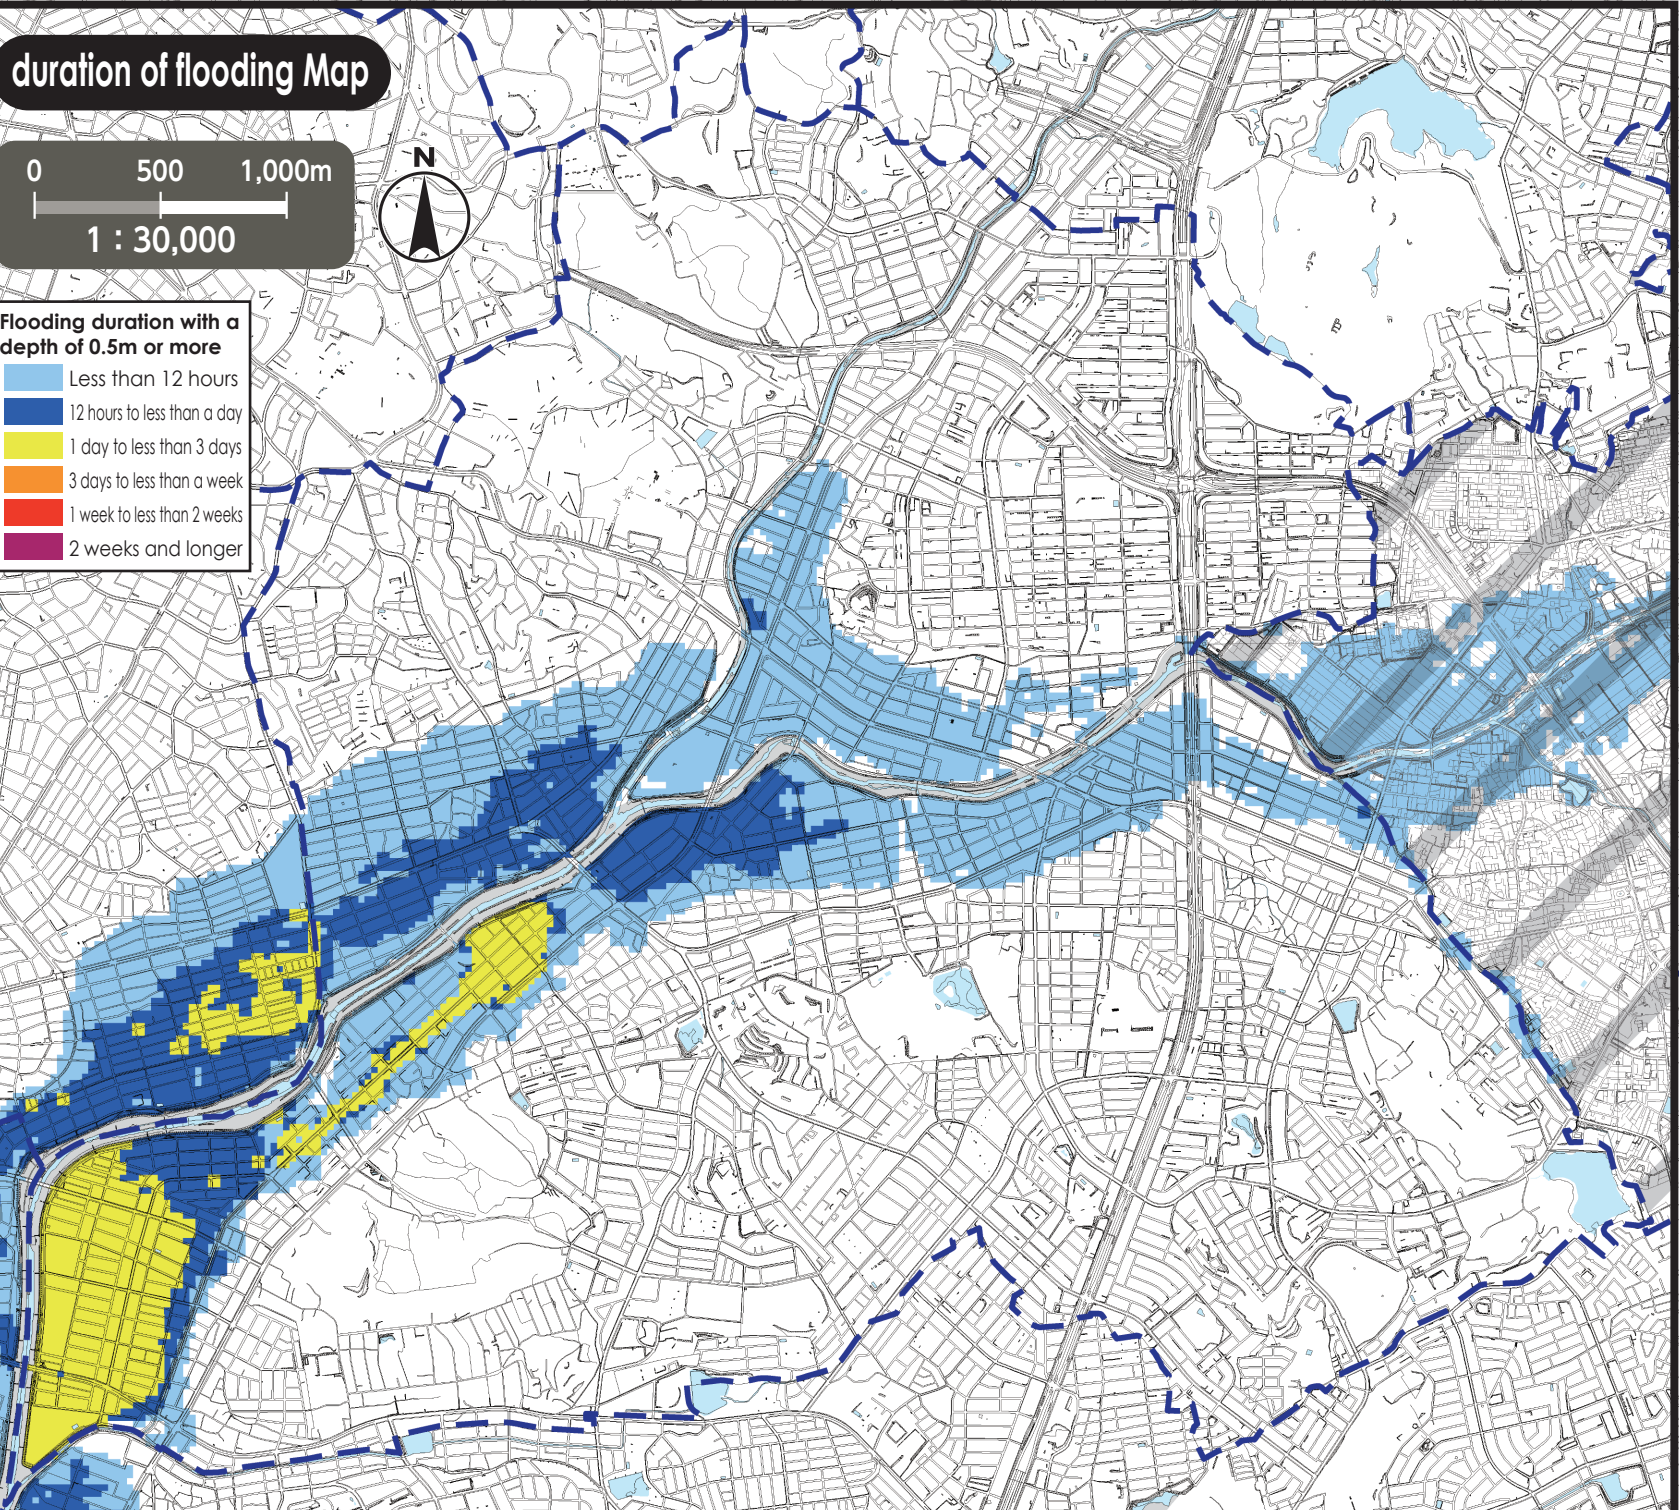 duration of flooding Map
0 500 1,000m
1 : 30,000
N
Flooding duration with a
depth of 0.5m or more
Less than 12 hours
12 hours to less than a day
1 day to less than 3 days
3 days to less than a week
1 week to less than 2 weeks
2 weeks and longer